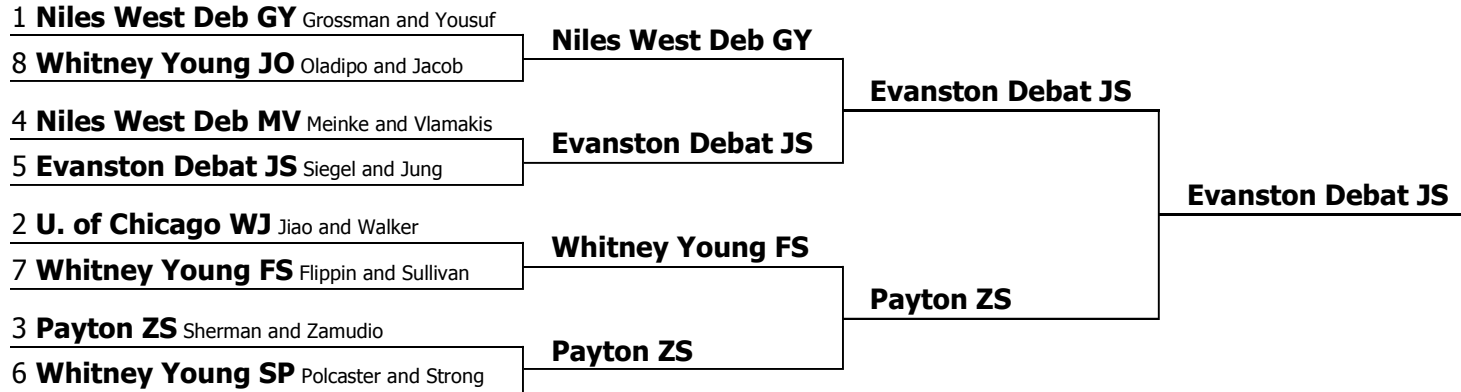 1 Niles West Deb GY Grossman and Yousuf
8 Whitney Young JO Oladipo and Jacob
4 Niles West Deb MV Meinke and Vlamakis
5 Evanston Debat JS Siegel and Jung
2 U. of Chicago WJ Jiao and Walker
7 Whitney Young FS Flippin and Sullivan
3 Payton ZS Sherman and Zamudio
6 Whitney Young SP Polcaster and Strong
Niles West Deb GY
Evanston Debat JS
Whitney Young FS
Payton ZS
Evanston Debat JS
Payton ZS
Evanston Debat JS